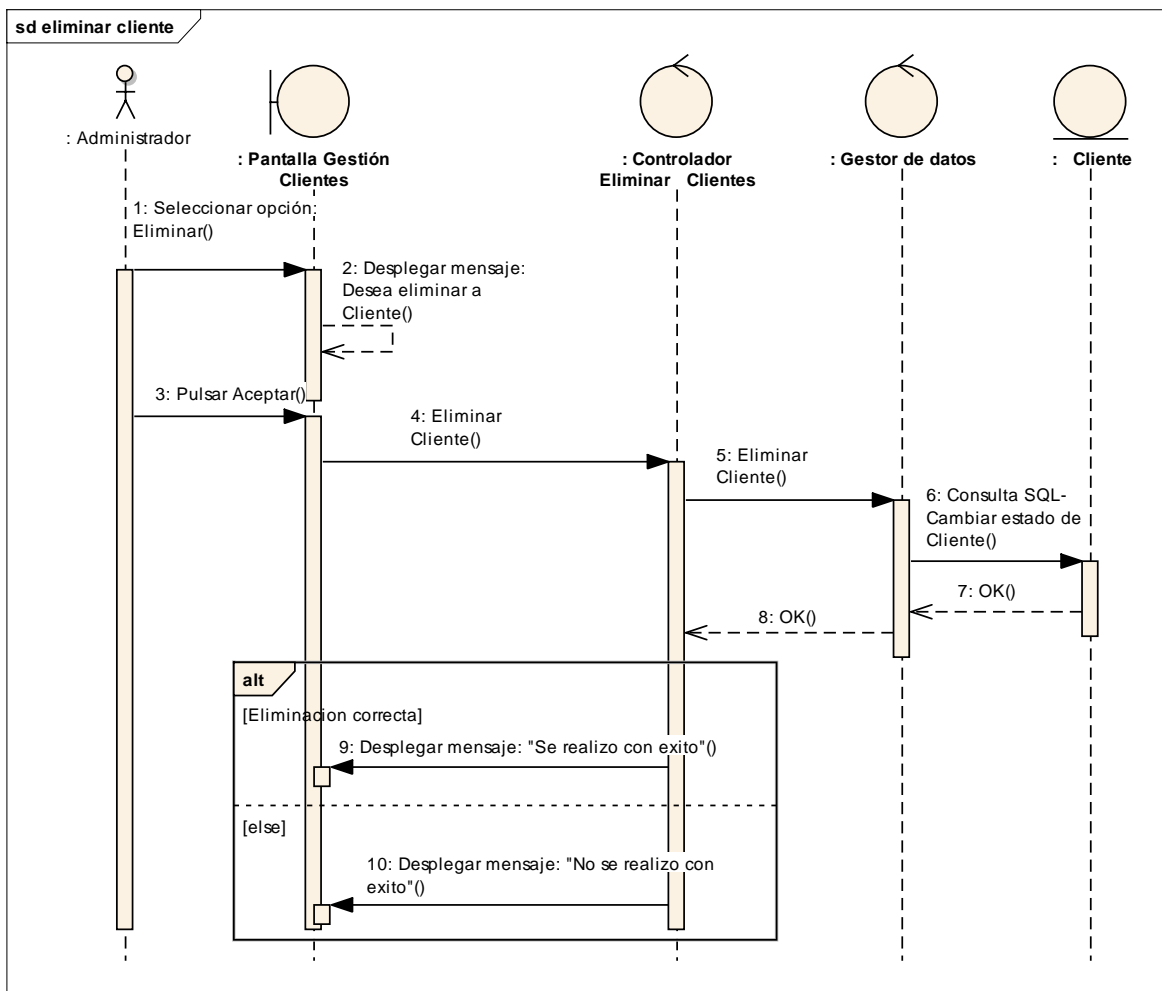 sd eliminar cliente
: Administrador
: Pantalla Gestión
Clientes
: Controlador
Eliminar Clientes
: Gestor de datos
: Cliente
1: Seleccionar opción:
Eliminar()
2: Desplegar mensaje:
Desea eliminar a
Cliente()
3: Pulsar Aceptar()
4: Eliminar
Cliente()
5: Eliminar
Cliente()
6: Consulta SQL-
Cambiar estado de
Cliente()
7: OK()
8: OK()
alt
[Eliminacion correcta]
9: Desplegar mensaje: "Se realizo con exito"()
[else]
10: Desplegar mensaje: "No se realizo con
exito"()